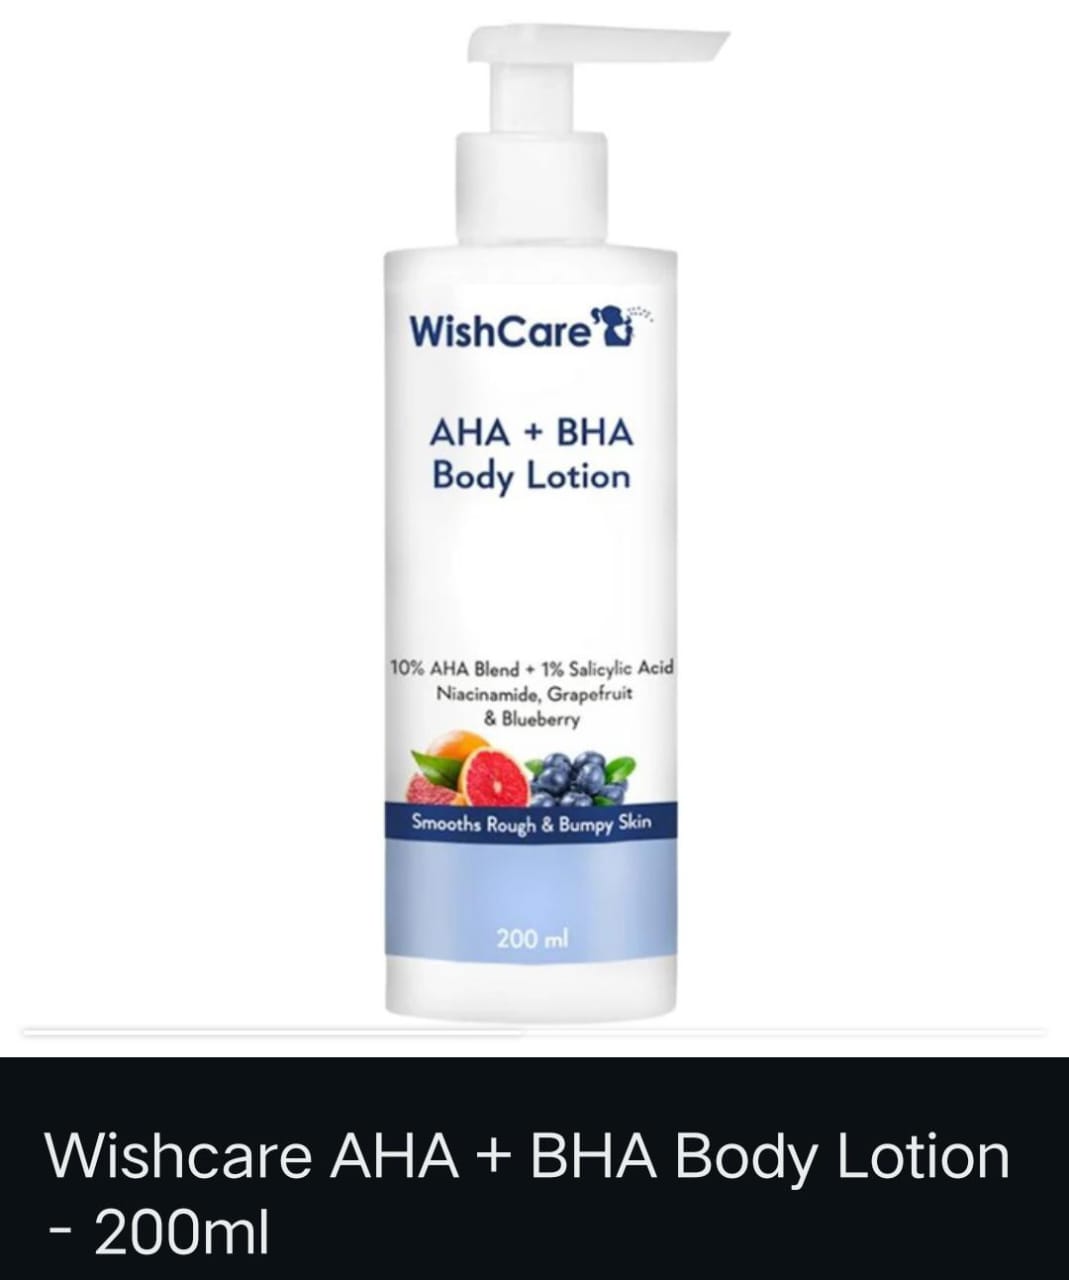 WishCare
AHA + BHA
Body Lotion
10% AHA Blend + 1% Salicylic Acid
Niacinamide, Grapefruit
& Blueberry
Smooths Rough & Bumpy Skin
200 ml
Wishcare AHA + BHA Body Lotion
- 200ml